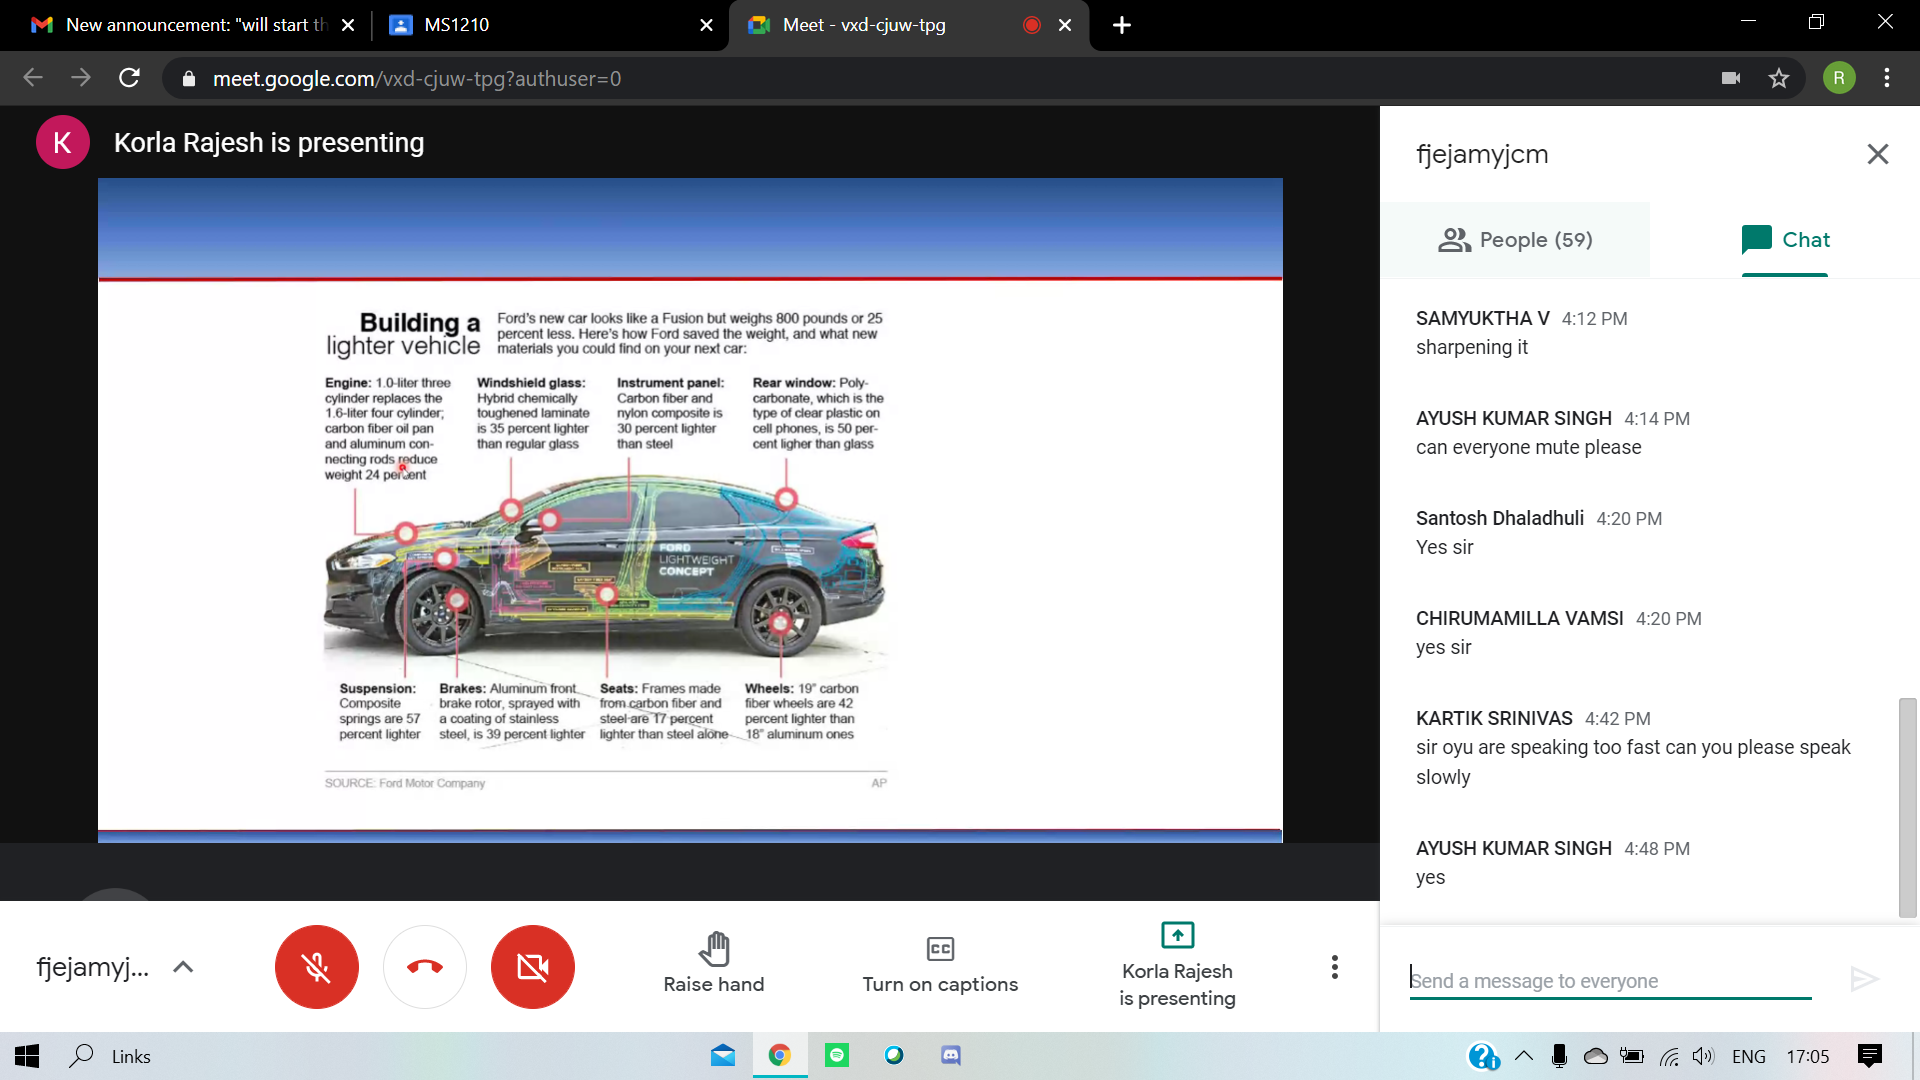 New announcement: "will start th
MS1210
Meet - vxd-cjuw-tpg
meet.google.com/vxd-cjuw-tpg?authuser=0
R
K
Korla Rajesh is presenting
Building a
lighter vehicle
Ford's new car looks like a Fusion but weighs 800 pounds or 25
percent less. Here's how Ford saved the weight, and what new
materials you could find on your next car:
Engine: 1.0-liter three
cylinder replaces the
1.6-liter four cylinder;
carbon fiber oil pan
and aluminum con-
necting rods reduce
weight 24 percent
Windshield glass:
Hybrid chemically
toughened laminate
is 35 percent lighter
than regular glass
Instrument panel:
Carbon fiber and
nylon composite is
30 percent lighter
than steel
Rear window: Poly-
carbonate, which is the
type of clear plastic on
cell phones, is 50 per-
cent ligher than glass
FORD
LIGHTWEIGHT
CONCEPT
Suspension:
Composite
springs are 57
percent lighter
Brakes: Aluminum front
brake rotor, sprayed with
a coating of stainless
steel, is 39 percent lighter
Seats: Frames made
from carbon fiber and
steel are 17 percent
lighter than steel alone
Wheels: 19" carbon
fiber wheels are 42
percent lighter than
18" aluminum ones
SOURCE: Ford Motor Company
AP
fjejamyjcm
People (59)
Chat
SAMYUKTHA V 4:12 PM
sharpening it
AYUSH KUMAR SINGH 4:14 PM
can everyone mute please
Santosh Dhaladhuli 4:20 PM
Yes sir
CHIRUMAMILLA VAMSI 4:20 PM
yes sir
KARTIK SRINIVAS 4:42 PM
sir oyu are speaking too fast can you please speak
slowly
AYUSH KUMAR SINGH 4:48 PM
yes
Send a message to everyone
fjejamyj...
Raise hand
CC
Turn on captions
Korla Rajesh
is presenting
Links
ENG
17:05